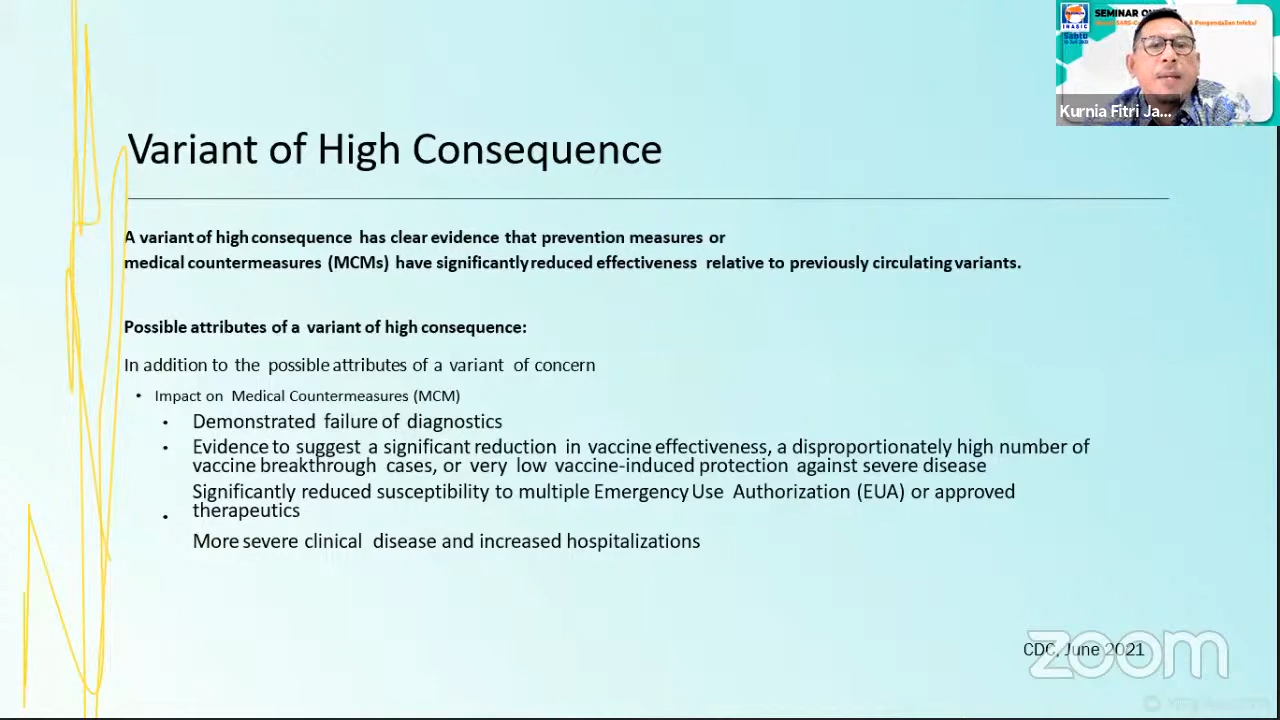 SEMINAR
INASIC
Sabtu
& Pengendalian Infeksi
Kurnia Fitri Ja...
Variant of High Consequence
A variant of high consequence has clear evidence that prevention measures or
medical countermeasures (MCMs) have significantly reduced effectiveness relative to previously circulating variants.
Possible attributes of a variant of high consequence:
In addition to the possible attributes of a variant of concern
• Impact on Medical Countermeasures (MCM)
• Demonstrated failure of diagnostics
• Evidence to suggest a significant reduction in vaccine effectiveness, a disproportionately high number of
vaccine breakthrough cases, or very low vaccine-induced protection against severe disease
Significantly reduced susceptibility to multiple Emergency Use Authorization (EUA) or approved
• therapeutics
More severe clinical disease and increased hospitalizations
CDC, June 2021
zoom